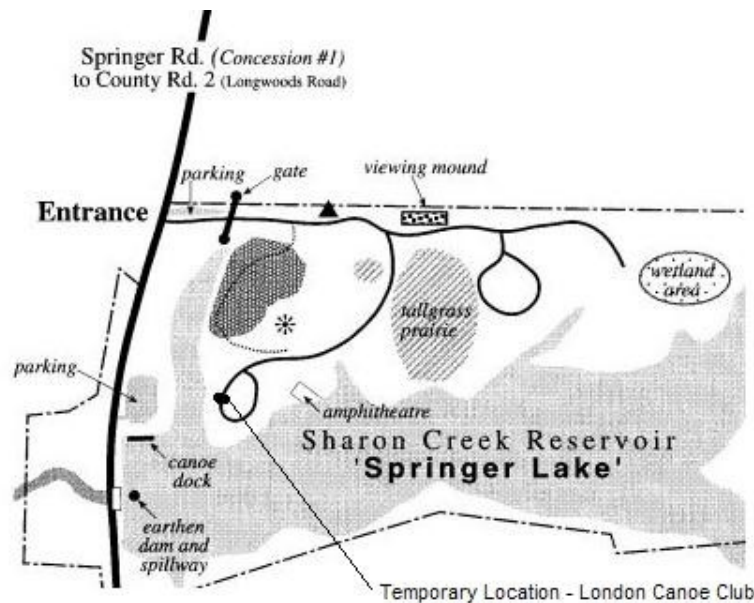 Springer Rd. (Concession #1)
to County Rd. 2 (Longwoods Road)
parking
gate
viewing mound
Entrance
wetland
area
tallgrass
prairie
parking
amphitheatre
Sharon Creek Reservoir
'Springer Lake'
canoe
dock
earthen
dam and
spillway
Temporary Location - London Canoe Club